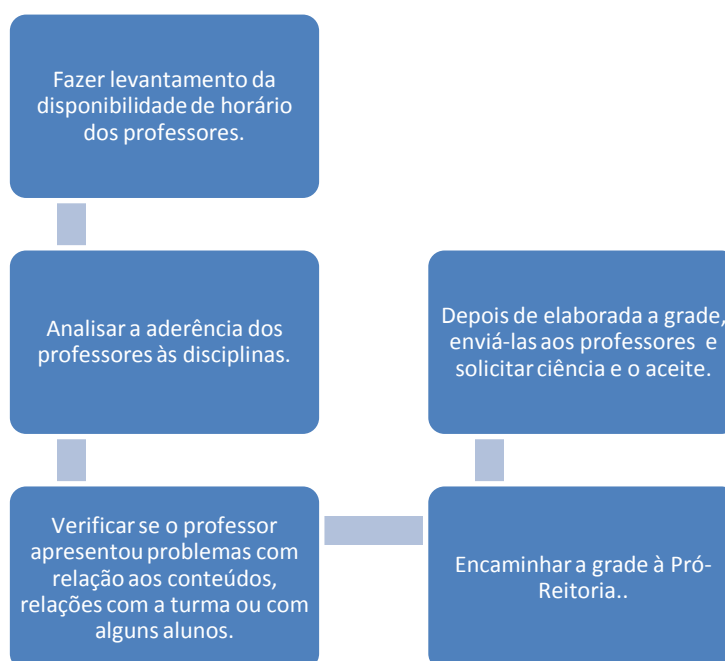 Fazer levantamento da
disponibilidade de horário
dos professores.
Analisar a aderência dos
professores às disciplinas.
Verificar se o professor
apresentou problemas com
relação aos conteúdos,
relações com a turma ou com
alguns alunos.
Encaminhar a grade à Pró-
Reitoria..
Depois de elaborada a grade,
enviá-las aos professores e
solicitar ciência e o aceite.